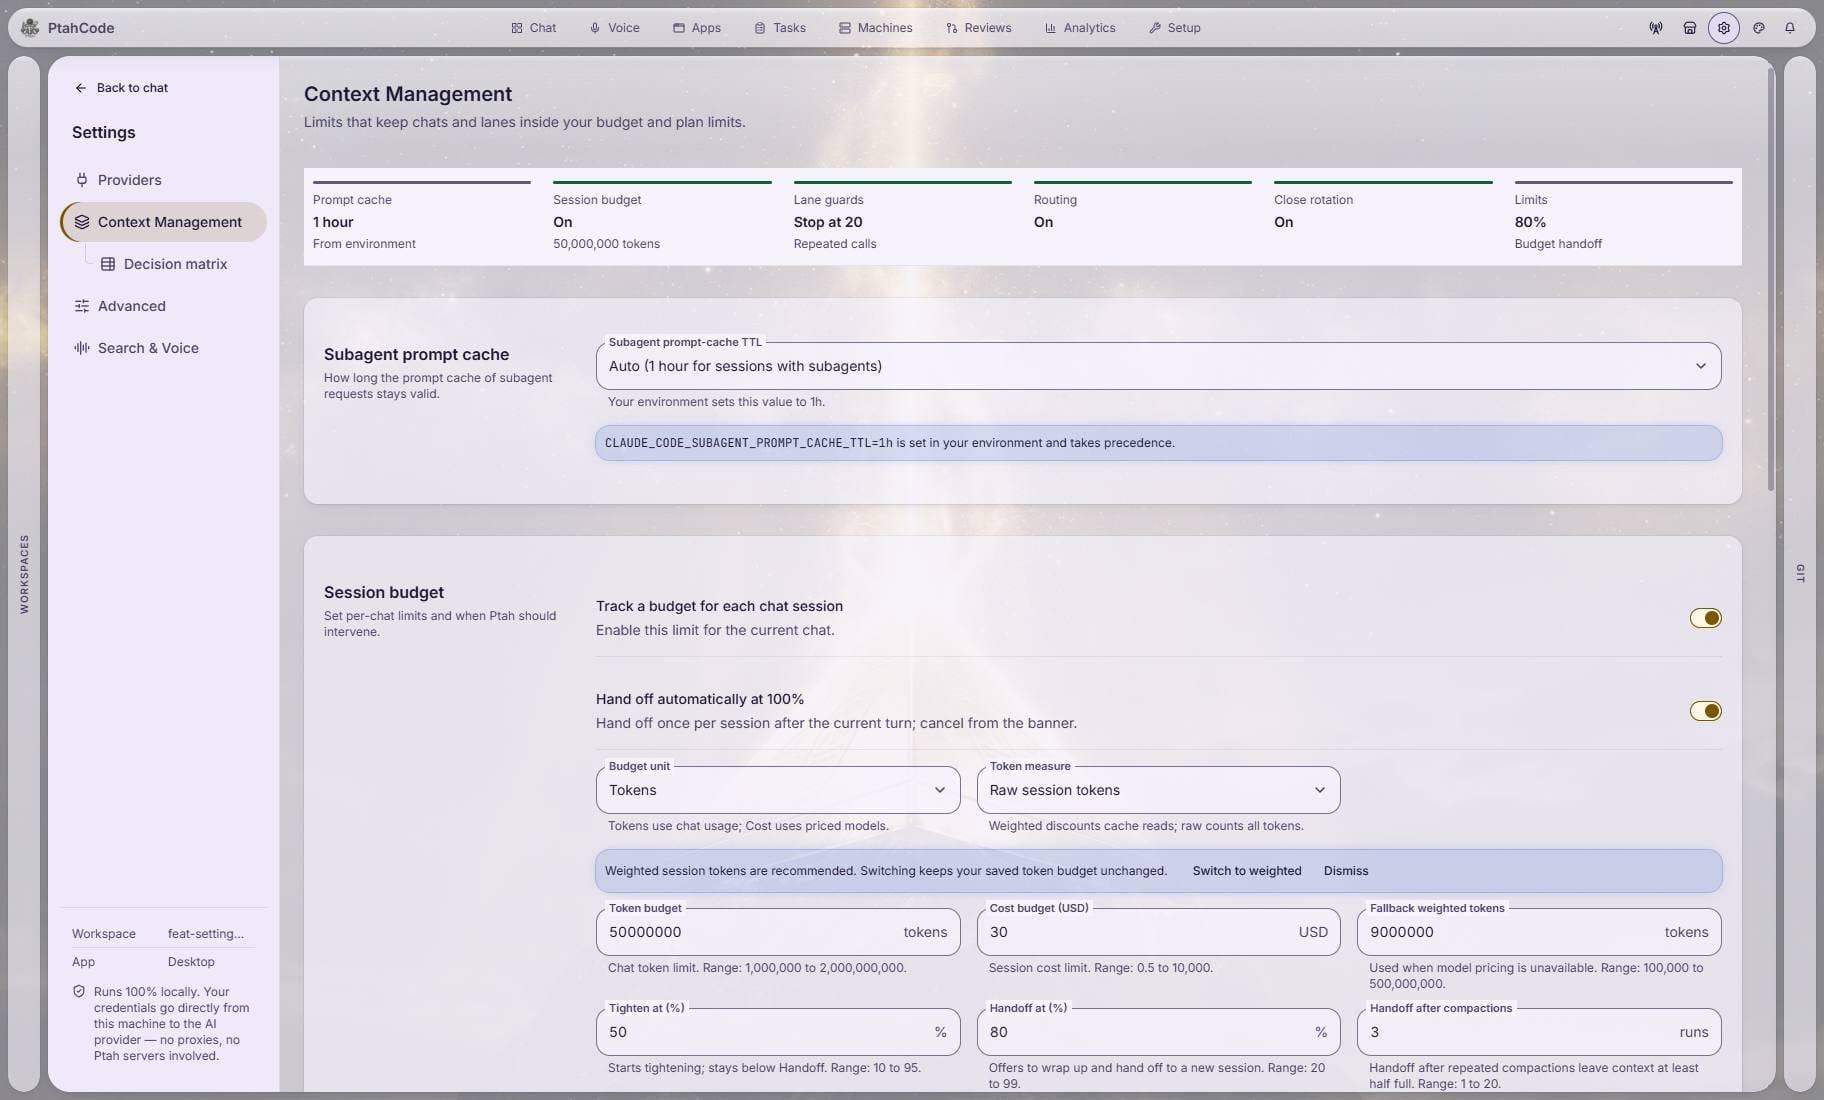 PtahCode
Chat
Voice
Apps
Tasks
Machines
Reviews
Analytics
Setup
WORKSPACES
Back to chat
Settings
Providers
Context Management
Decision matrix
Advanced
Search & Voice
Workspace feat-setting...
App Desktop
Runs 100% locally. Your
credentials go directly from
this machine to the AI
provider — no proxies, no
Ptah servers involved.
Context Management
Limits that keep chats and lanes inside your budget and plan limits.
Prompt cache
1 hour
From environment
Session budget
On
50,000,000 tokens
Lane guards
Stop at 20
Repeated calls
Routing
On
Close rotation
On
Limits
80%
Budget handoff
Subagent prompt cache
How long the prompt cache of subagent
requests stays valid.
Subagent prompt-cache TTL
Auto (1 hour for sessions with subagents)
Your environment sets this value to 1h.
CLAUDE_CODE_SUBAGENT_PROMPT_CACHE_TTL=1h is set in your environment and takes precedence.
Session budget
Set per-chat limits and when Ptah should
intervene.
Track a budget for each chat session
Enable this limit for the current chat.
Hand off automatically at 100%
Hand off once per session after the current turn; cancel from the banner.
Budget unit
Tokens
Tokens use chat usage; Cost uses priced models.
Token measure
Raw session tokens
Weighted discounts cache reads; raw counts all tokens.
Weighted session tokens are recommended. Switching keeps your saved token budget unchanged. Switch to weighted Dismiss
Token budget
50000000 tokens
Chat token limit. Range: 1,000,000 to 2,000,000,000.
Cost budget (USD)
30 USD
Session cost limit. Range: 0.5 to 10,000.
Fallback weighted tokens
9000000 tokens
Used when model pricing is unavailable. Range: 100,000 to
500,000,000.
Tighten at (%)
50 %
Starts tightening; stays below Handoff. Range: 10 to 95.
Handoff at (%)
80 %
Offers to wrap up and hand off to a new session. Range: 20
to 99.
Handoff after compactions
3 runs
Handoff after repeated compactions leave context at least
half full. Range: 1 to 20.
GIT